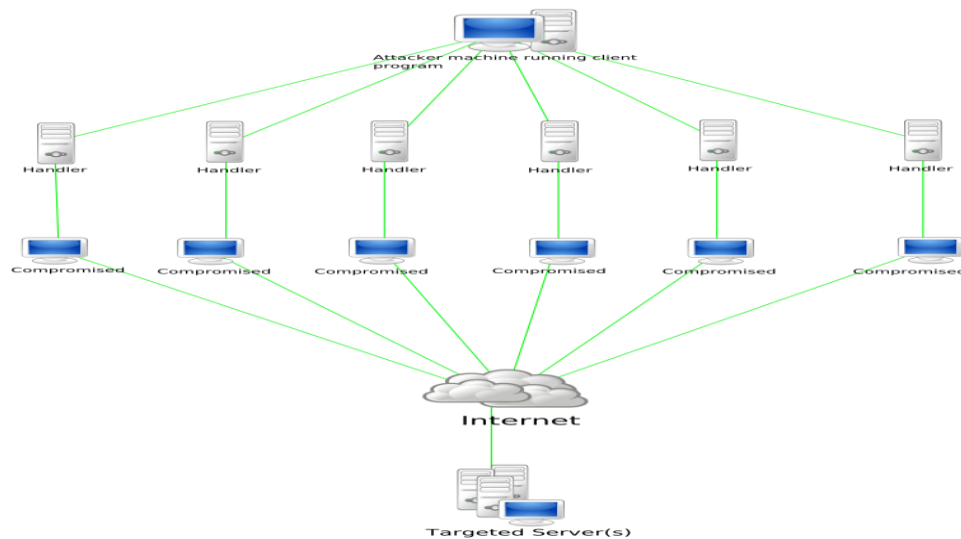 Attacker machine running client
program
Handler
Handler
Handler
Handler
Handler
Handler
Compromised
Compromised
Compromised
Compromised
Compromised
Compromised
Internet
Targeted Server(s)